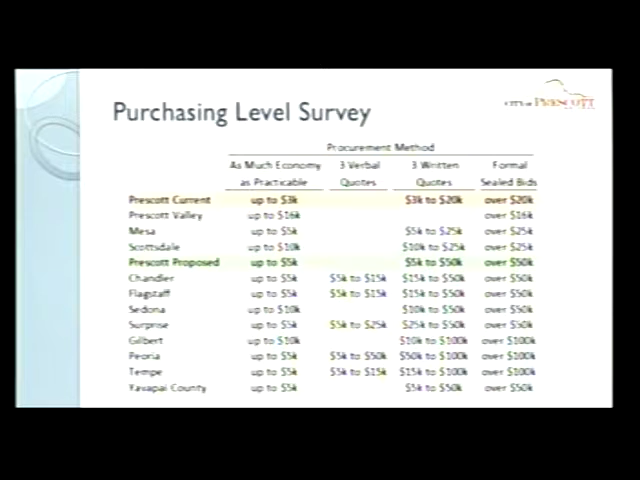 CITY of PRESCOTT
Purchasing Level Survey
Procurement Method
As Much Economy 3 Verbal 3 Written Formal
as Practicable Quotes Quotes Sealed Bids
Prescott Current up to $3k $3k to $20k over $20k
Prescott Valley up to $16k over $16k
Mesa up to $5k $5k to $25k over $25k
Scottsdale up to $10k $10k to $25k over $25k
Prescott Proposed up to $5k $5k to $50k over $50k
Chandler up to $5k $5k to $15k $15k to $50k over $50k
Flagstaff up to $5k $5k to $15k $15k to $50k over $50k
Sedona up to $10k $10k to $50k over $50k
Surprise up to $5k $5k to $25k $25k to $50k over $50k
Gilbert up to $10k $10k to $100k over $100k
Peoria up to $5k $5k to $50k $50k to $100k over $100k
Tempe up to $5k $5k to $15k $15k to $100k over $100k
Yavapai County up to $5k $5k to $50k over $50k